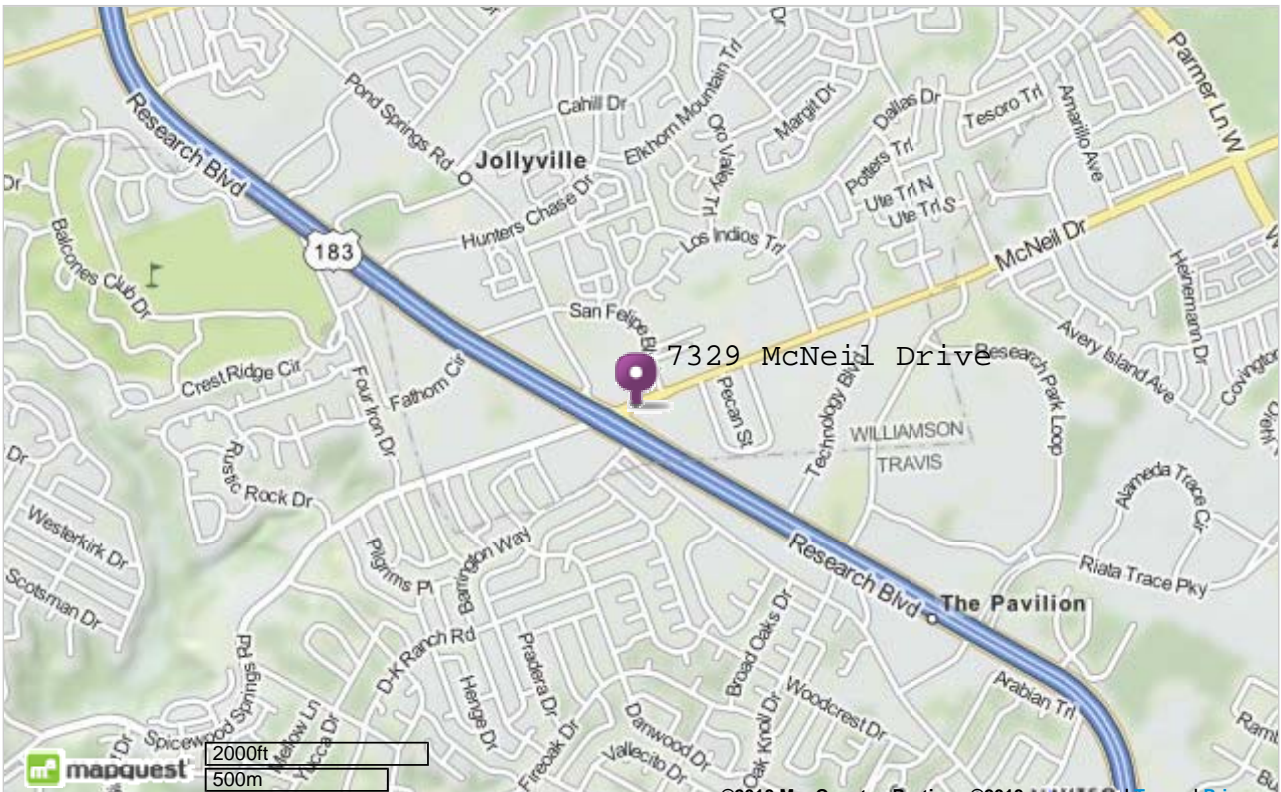 Parmer Ln W
Dr
Dr
Research Blvd
Pond Springs Rd
Cahill Dr
Elkhorn Mountain Trl
Oro Valley Trl
Margit Dr
Dallas Dr
Tesoro Trl
Amarillo Ave
Jollyville
Potters Trl
Ute Trl N
Ute Trl S
Dr
Hunters Chase Dr
Los Indios Trl
McNeil Dr
183
Balcones Club Dr
Heinemann Dr
San Felipe Bl
7329 McNeil Drive
Research Park Loop
Avery Island Ave
Covington
Crest Ridge Cir
Four Iron Dr
Fathom Cir
Pecan St
Technology Blvd
WILLIAMSON
TRAVIS
Alameda Trace Cir
Dr
Rustic Rock Dr
Westerkirk Dr
Scotsman Dr
Pilgrims Pl
Barrington Way
Research Blvd
Riata Trace Pky
The Pavilion
D-K Ranch Rd
Pradera Dr
Broad Oaks Dr
Arabian Trl
Henge Dr
Woodcrest Dr
Spicewood Springs Rd
Mellow Ln
Yucca Dr
Fireoak Dr
Danwood Dr
Vallecito Dr
Oak Knoll Dr
Dr
mapquest
2000ft
500m